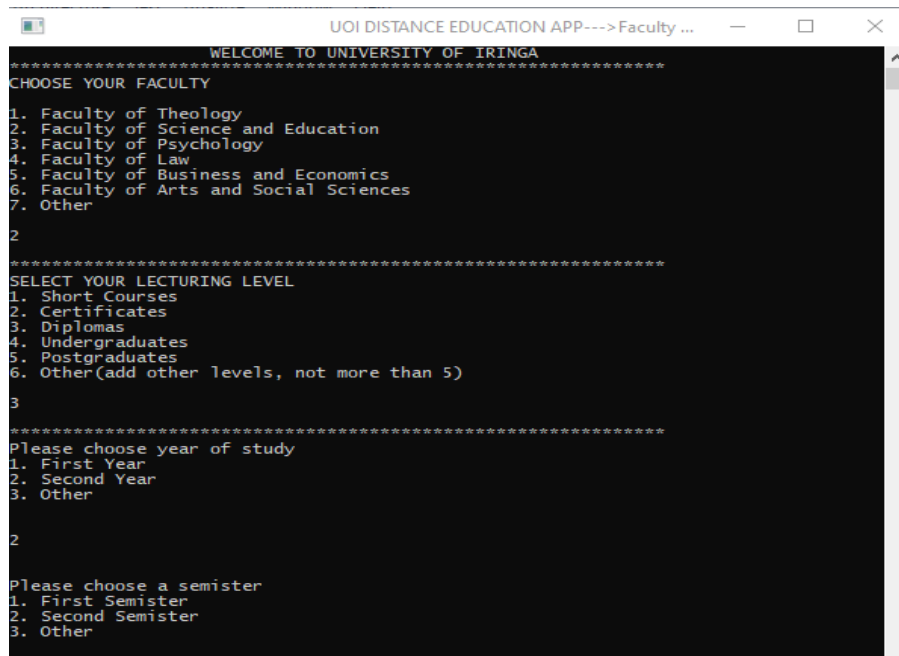 UOI DISTANCE EDUCATION APP--->Faculty ...
WELCOME TO UNIVERSITY OF IRINGA
**************************************************************
CHOOSE YOUR FACULTY
1. Faculty of Theology
2. Faculty of Science and Education
3. Faculty of Psychology
4. Faculty of Law
5. Faculty of Business and Economics
6. Faculty of Arts and Social Sciences
7. Other
2
**************************************************************
SELECT YOUR LECTURING LEVEL
1. Short Courses
2. Certificates
3. Diplomas
4. Undergraduates
5. Postgraduates
6. Other(add other levels, not more than 5)
3
**************************************************************
Please choose year of study
1. First Year
2. Second Year
3. Other
2
Please choose a semister
1. First Semister
2. Second Semister
3. Other